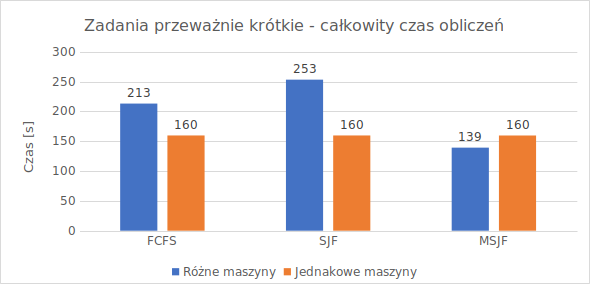 Zadania przeważnie krótkie - całkowity czas obliczeń
Czas [s]
300
250
200
150
100
50
0
213
160
253
160
139
160
FCFS
SJF
MSJF
Różne maszyny
Jednakowe maszyny